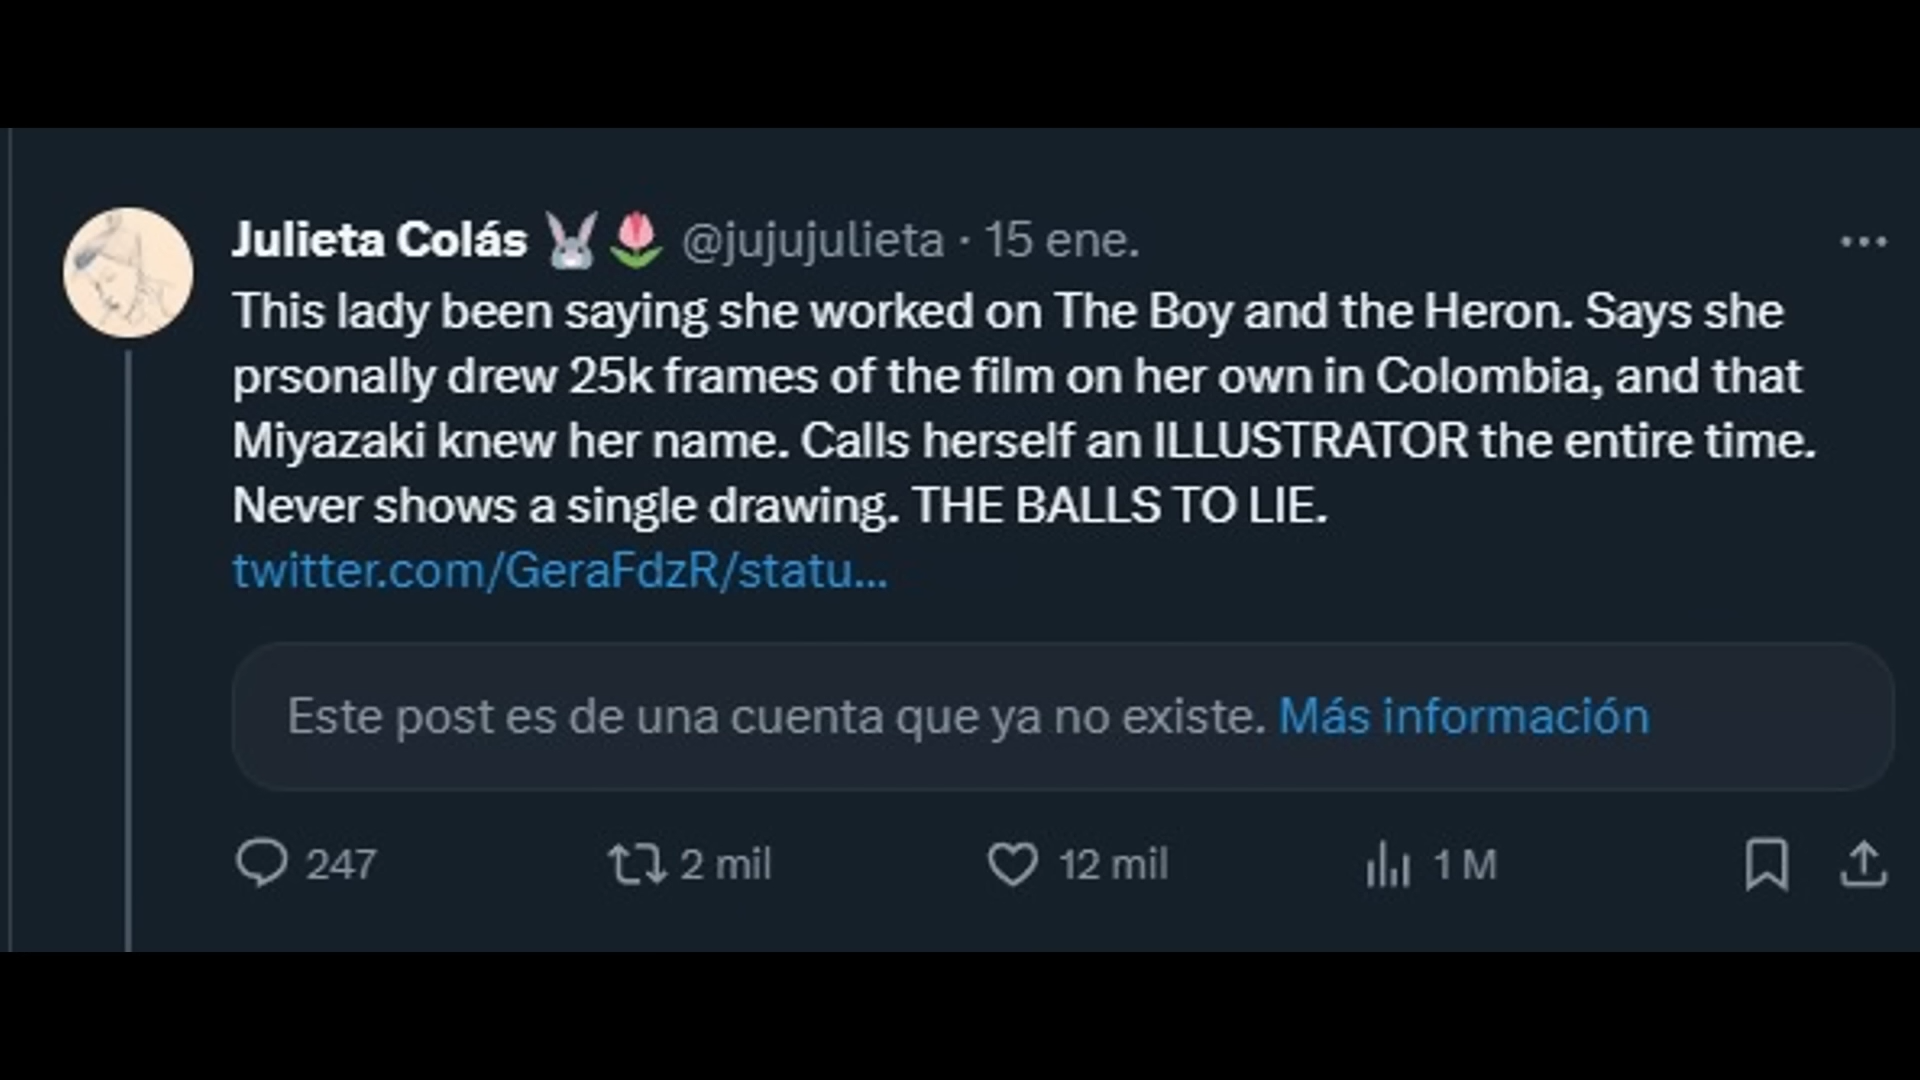 Julieta Colás 🐰🌷 @jujujulieta · 15 ene.
This lady been saying she worked on The Boy and the Heron. Says she
prsonally drew 25k frames of the film on her own in Colombia, and that
Miyazaki knew her name. Calls herself an ILLUSTRATOR the entire time.
Never shows a single drawing. THE BALLS TO LIE.
twitter.com/GeraFdzR/statu...
Este post es de una cuenta que ya no existe. Más información
247 2 mil 12 mil 1 M